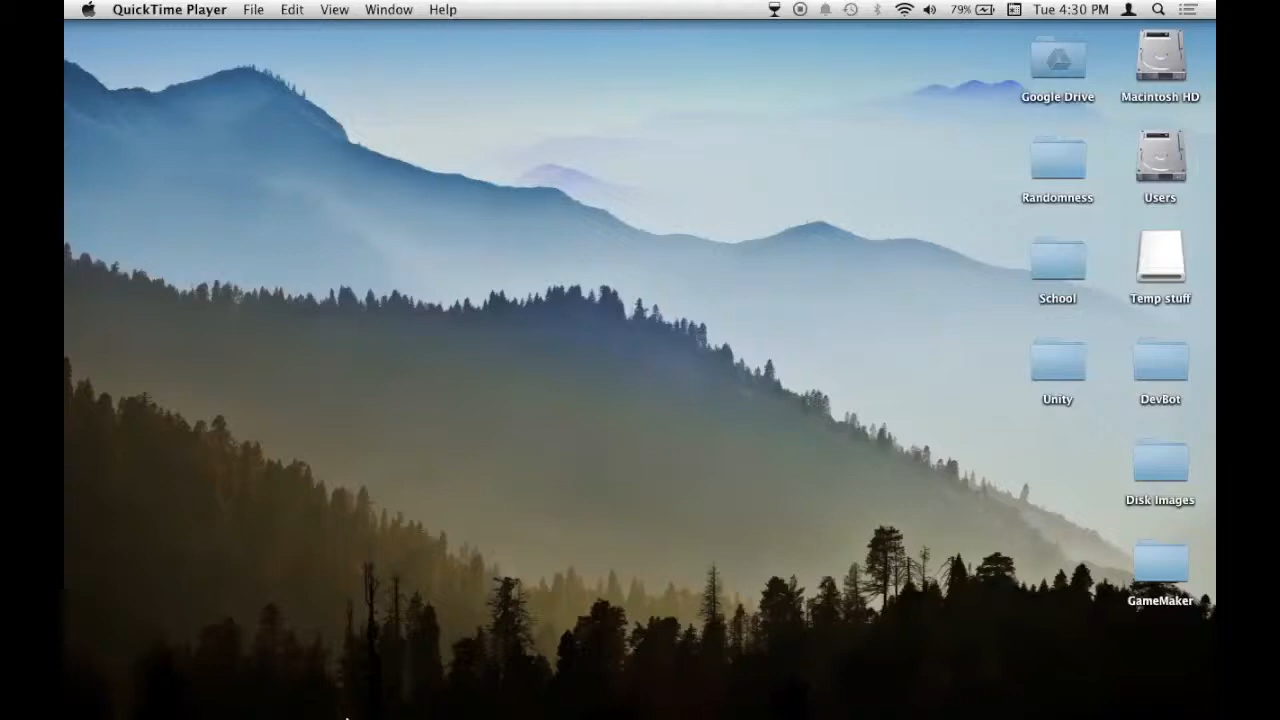 QuickTime Player File Edit View Window Help 79% Tue 4:30 PM
Google Drive Macintosh HD
Randomness Users
School Temp stuff
Unity DevBot
Disk Images
GameMaker